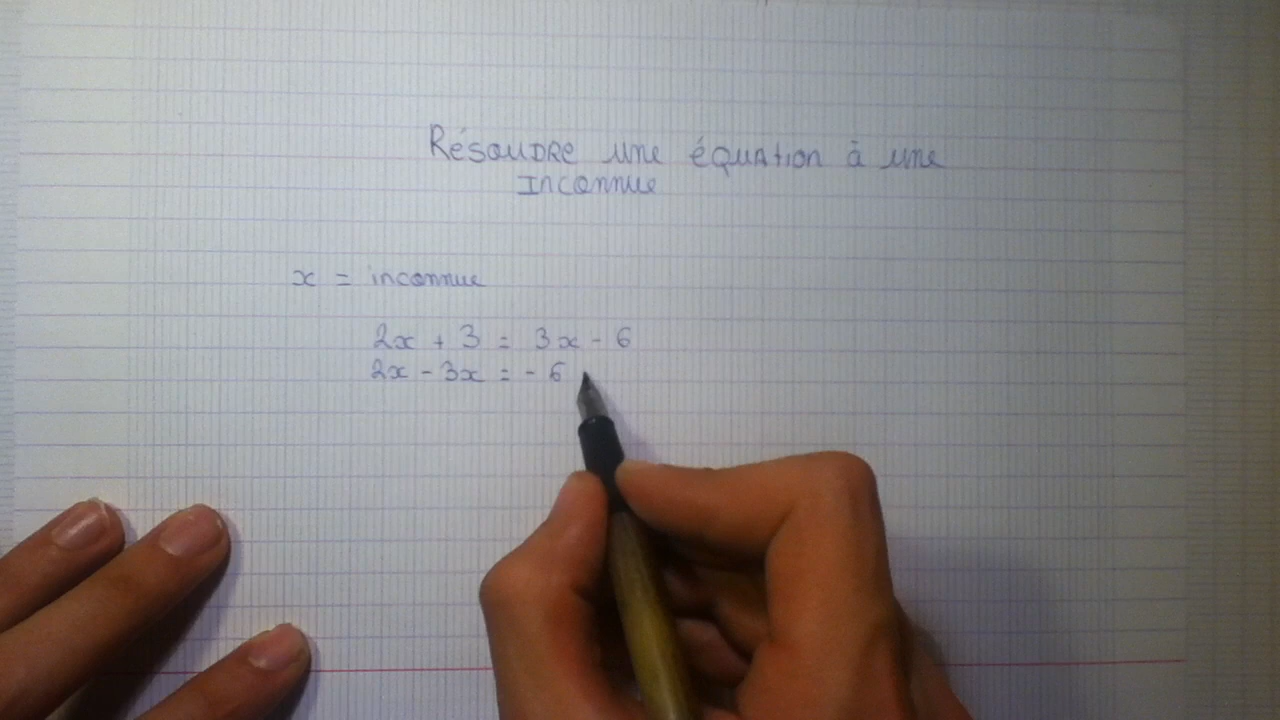 Résoudre une équation à une
Inconnue
x = inconnue
2x + 3 = 3x - 6
2x - 3x = - 6